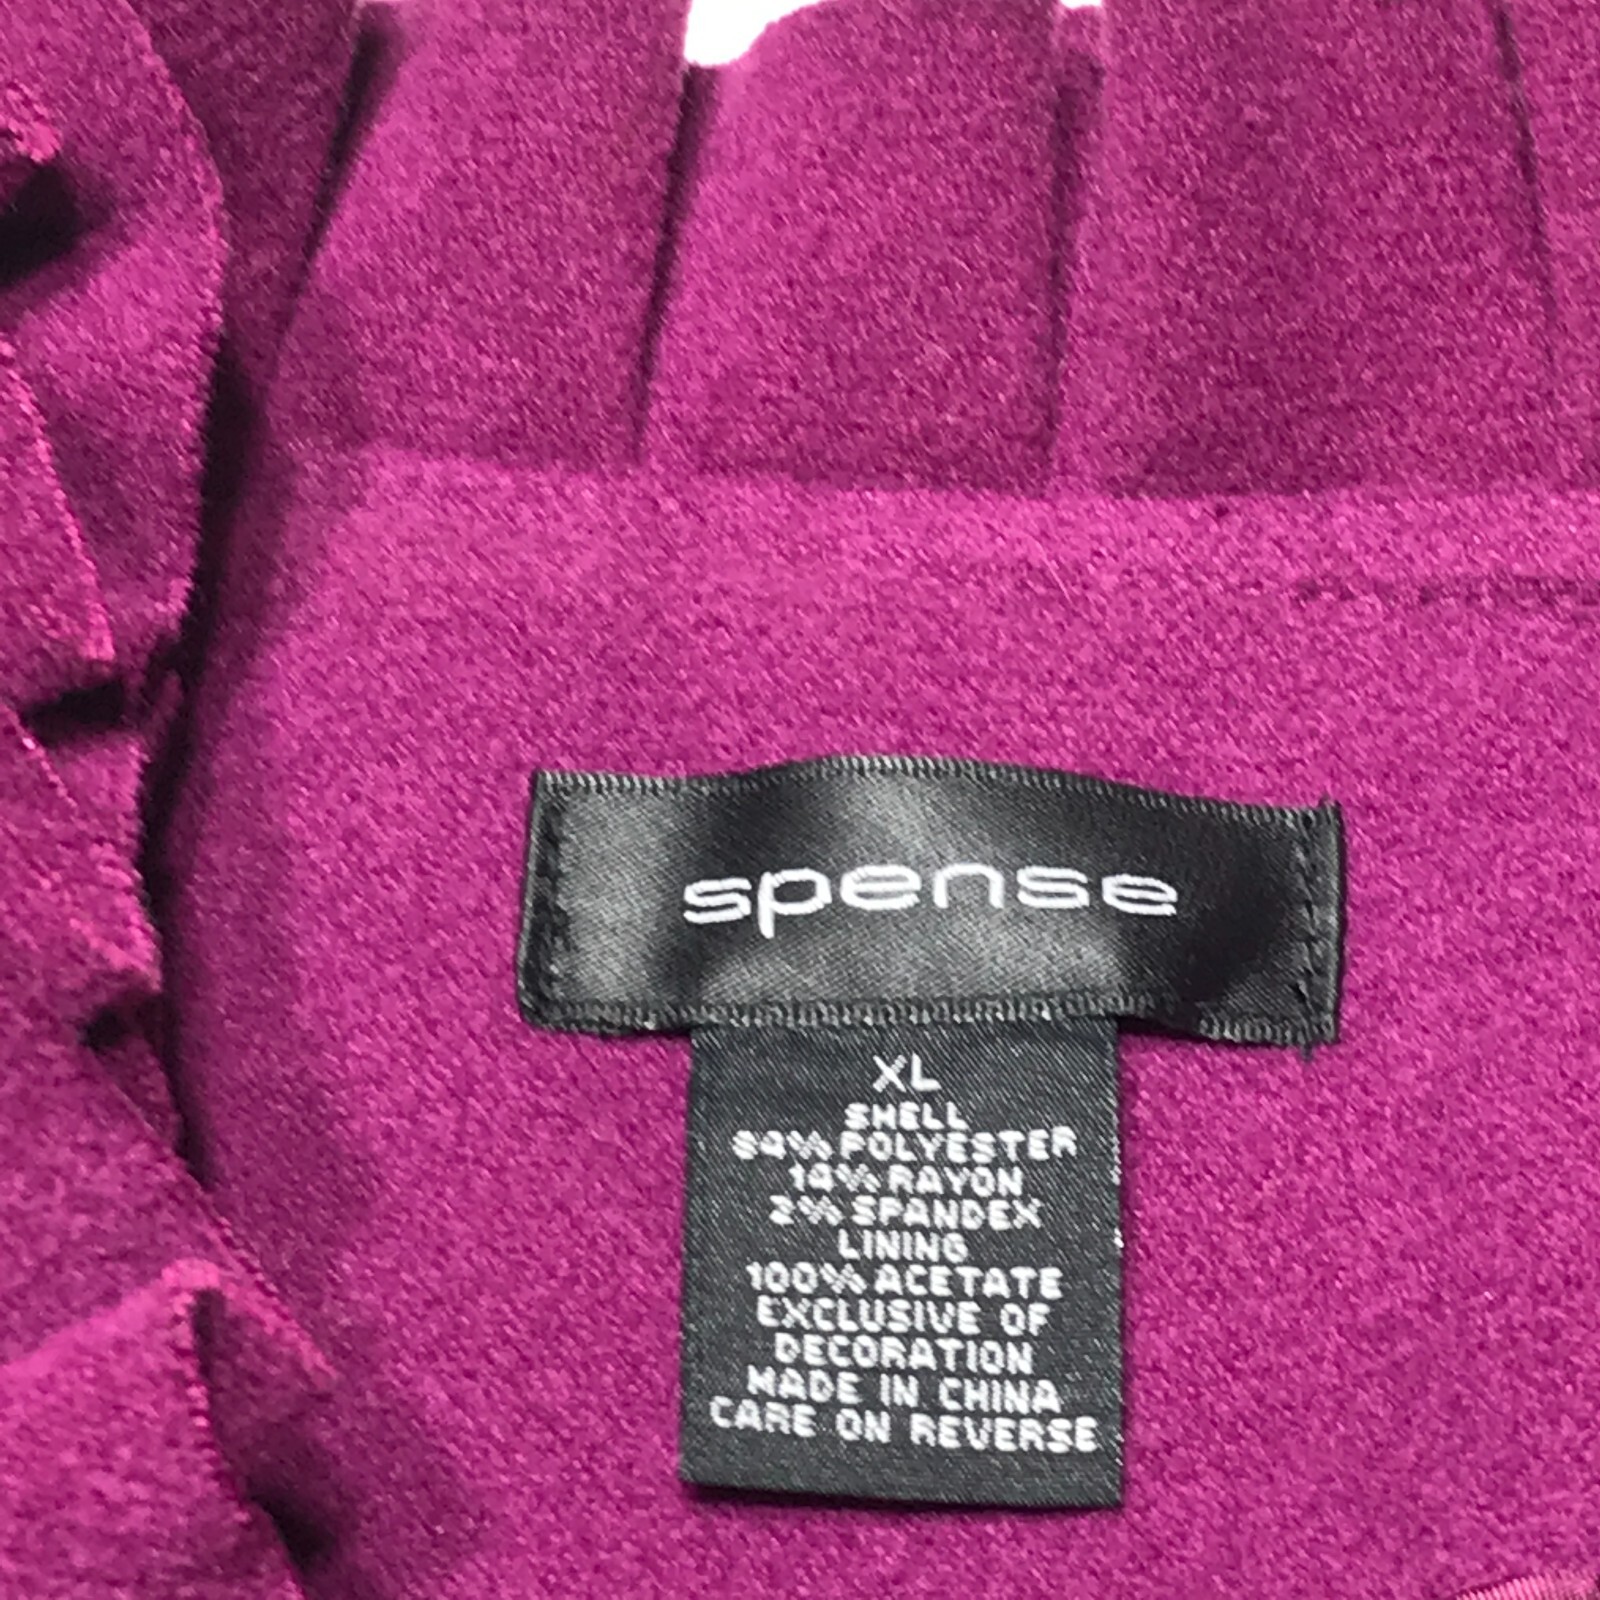 spense
XL
SHELL
84% POLYESTER
14% RAYON
2% SPANDEX
LINING
100% ACETATE
EXCLUSIVE OF
DECORATION
MADE IN CHINA
CARE ON REVERSE